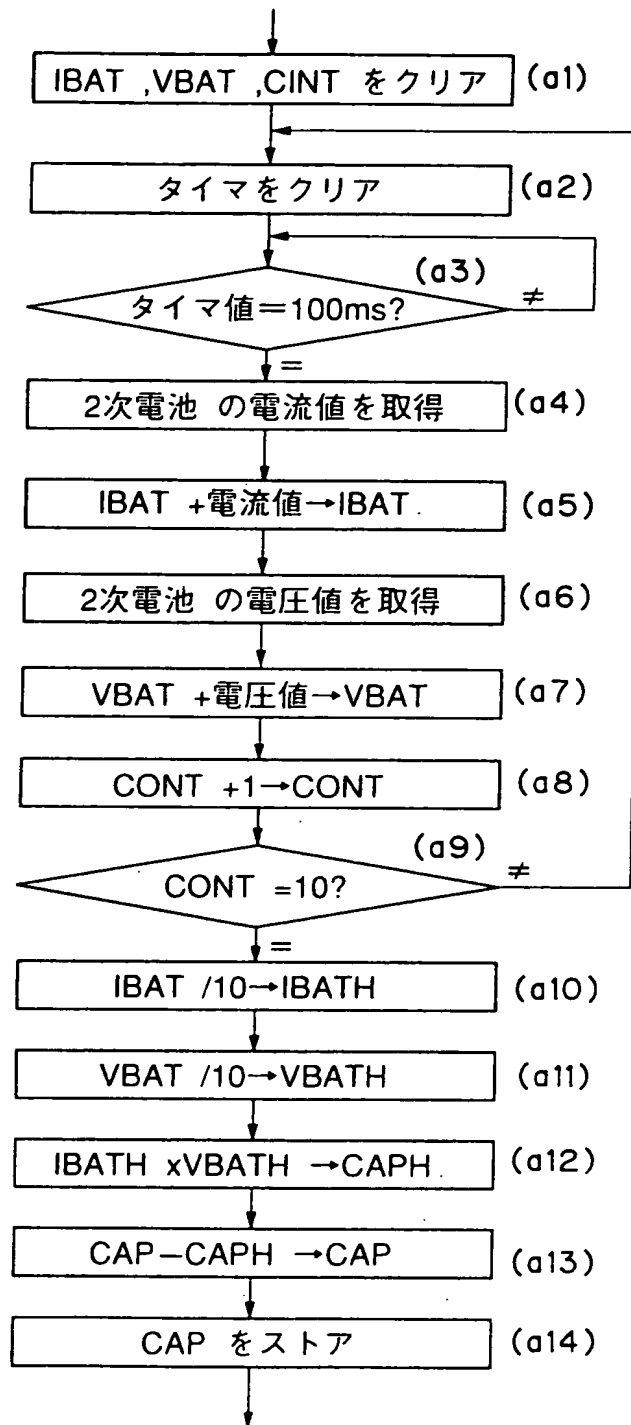 IBAT ,VBAT ,CINT をクリア (a1)
タイマをクリア (a2)
(a3)
タイマ値=100ms? ≠
=
2次電池 の電流値を取得 (a4)
IBAT +電流値→IBAT (a5)
2次電池 の電圧値を取得 (a6)
VBAT +電圧値→VBAT (a7)
CONT +1→CONT (a8)
(a9)
CONT =10? ≠
=
IBAT /10→IBATH (a10)
VBAT /10→VBATH (a11)
IBATH xVBATH →CAPH (a12)
CAP−CAPH →CAP (a13)
CAP をストア (a14)